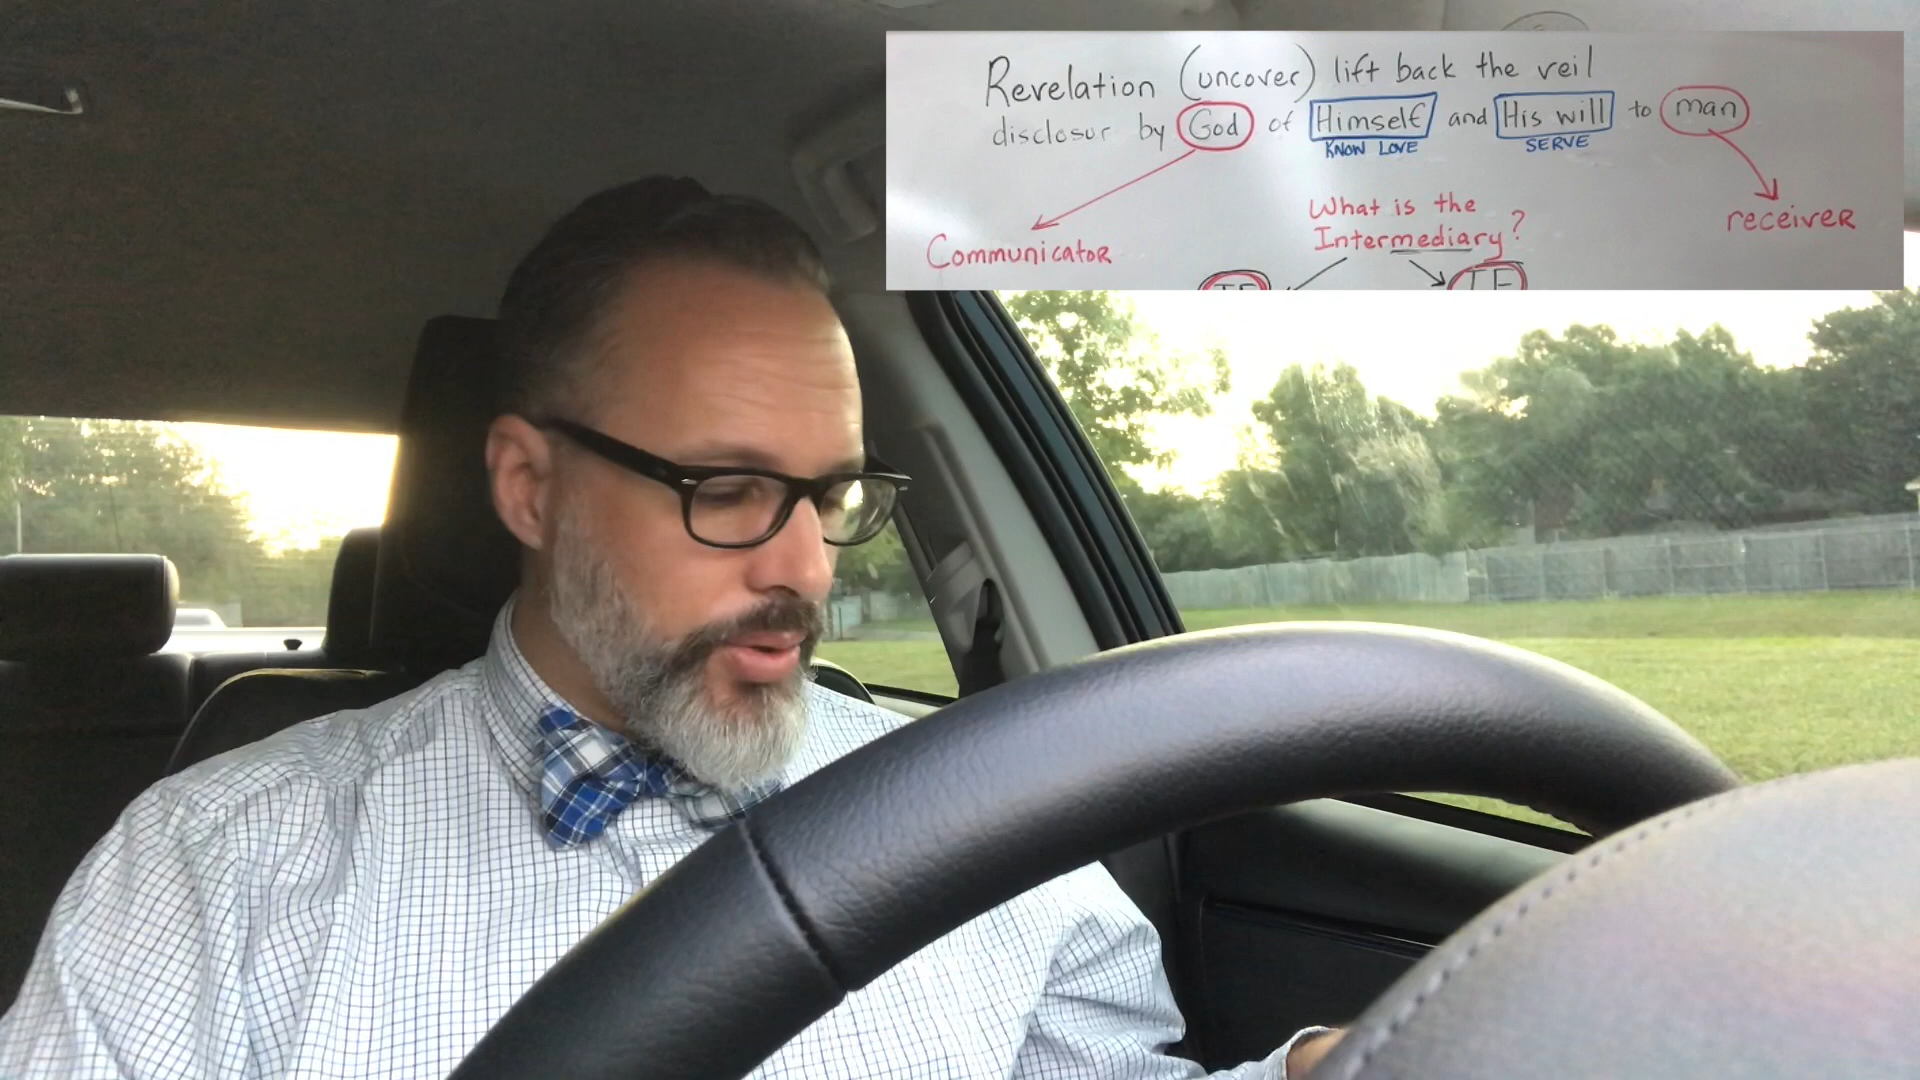 Revelation (uncover) lift back the veil
disclosur by God of Himself and His will to man
KNOW LOVE SERVE
What is the
Intermediary?
receiver
Communicator